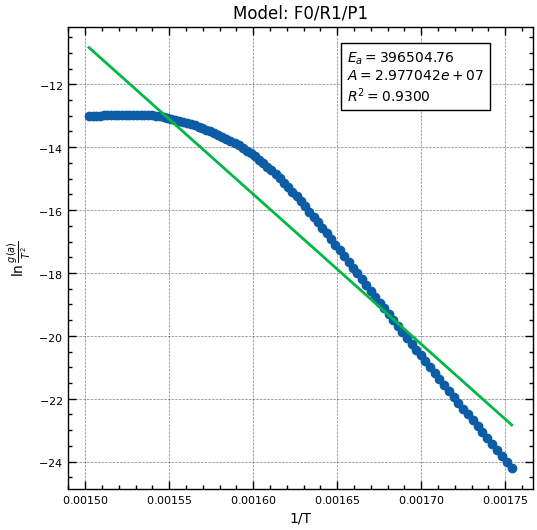 Model: F0/R1/P1
E_a = 396504.76
A = 2.977042e + 07
R^2 = 0.9300
−12
−14
−16
−18
−20
−22
−24
ln g(a)/T^2
0.00150 0.00155 0.00160 0.00165 0.00170 0.00175
1/T